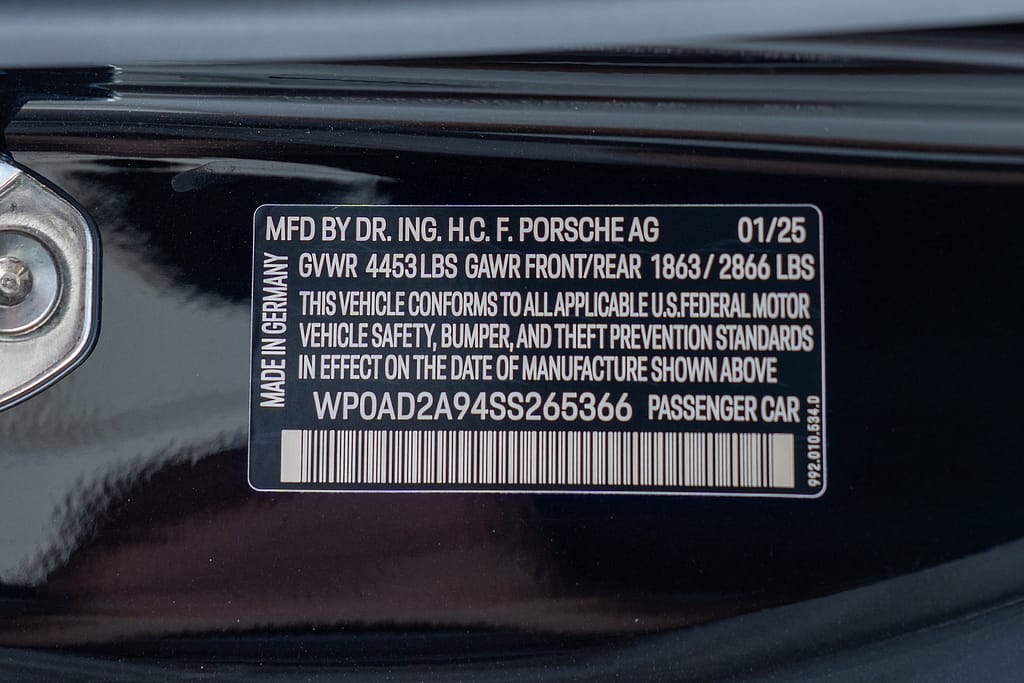 MFD BY DR. ING. H.C. F. PORSCHE AG 01/25
GVWR 4453 LBS GAWR FRONT/REAR 1863 / 2866 LBS
THIS VEHICLE CONFORMS TO ALL APPLICABLE U.S. FEDERAL MOTOR
VEHICLE SAFETY, BUMPER, AND THEFT PREVENTION STANDARDS
IN EFFECT ON THE DATE OF MANUFACTURE SHOWN ABOVE
WP0AD2A94SS265366 PASSENGER CAR
MADE IN GERMANY
992.010.534.0